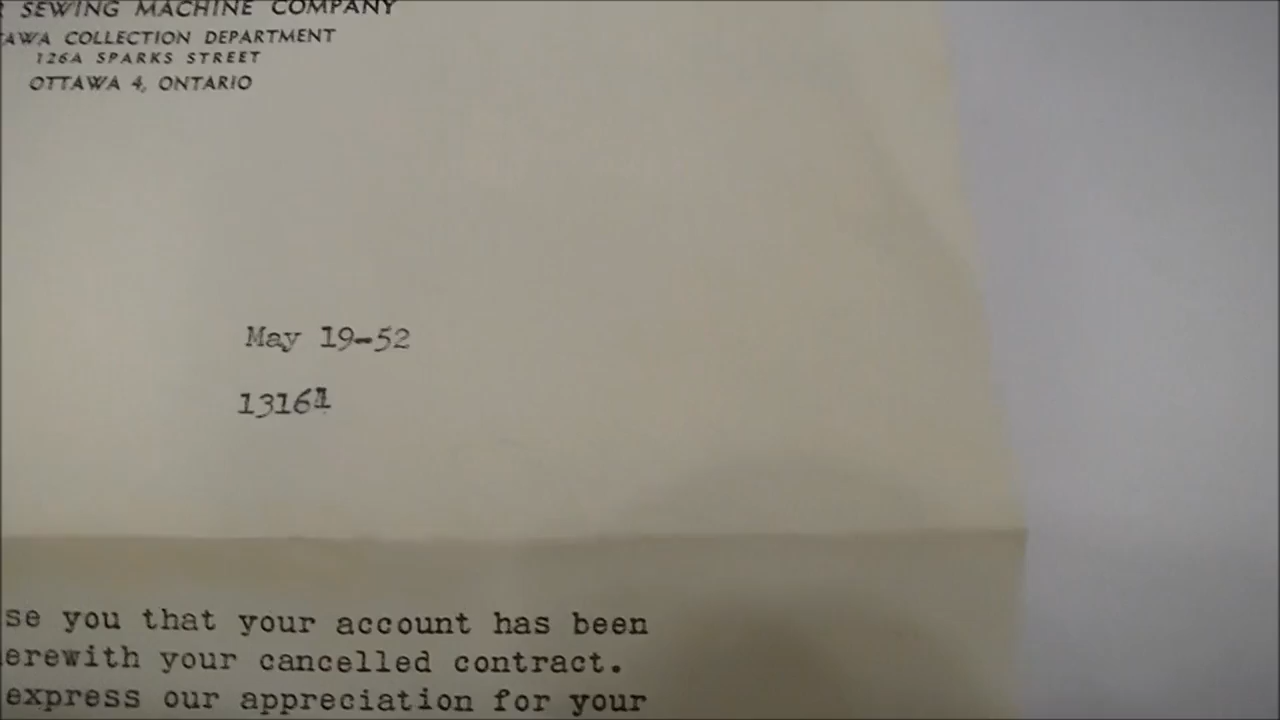 SEWING MACHINE COMPANY
AWA COLLECTION DEPARTMENT
126A SPARKS STREET
OTTAWA 4, ONTARIO
May 19-52
13161
se you that your account has been
erewith your cancelled contract.
express our appreciation for your